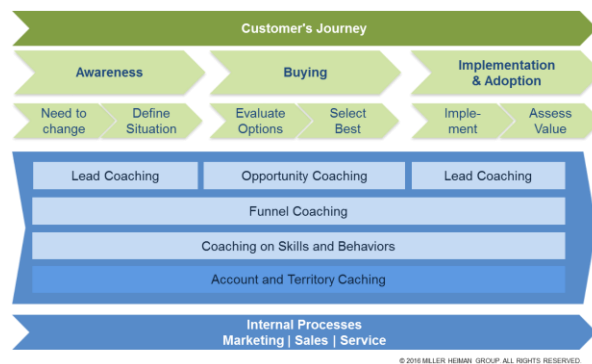 Customer's Journey
Awareness
Buying
Implementation
& Adoption
Need to
change
Define
Situation
Evaluate
Options
Select
Best
Imple-
ment
Assess
Value
Lead Coaching
Opportunity Coaching
Lead Coaching
Funnel Coaching
Coaching on Skills and Behaviors
Account and Territory Caching
Internal Processes
Marketing | Sales | Service
© 2016 MILLER HEIMAN GROUP. ALL RIGHTS RESERVED.